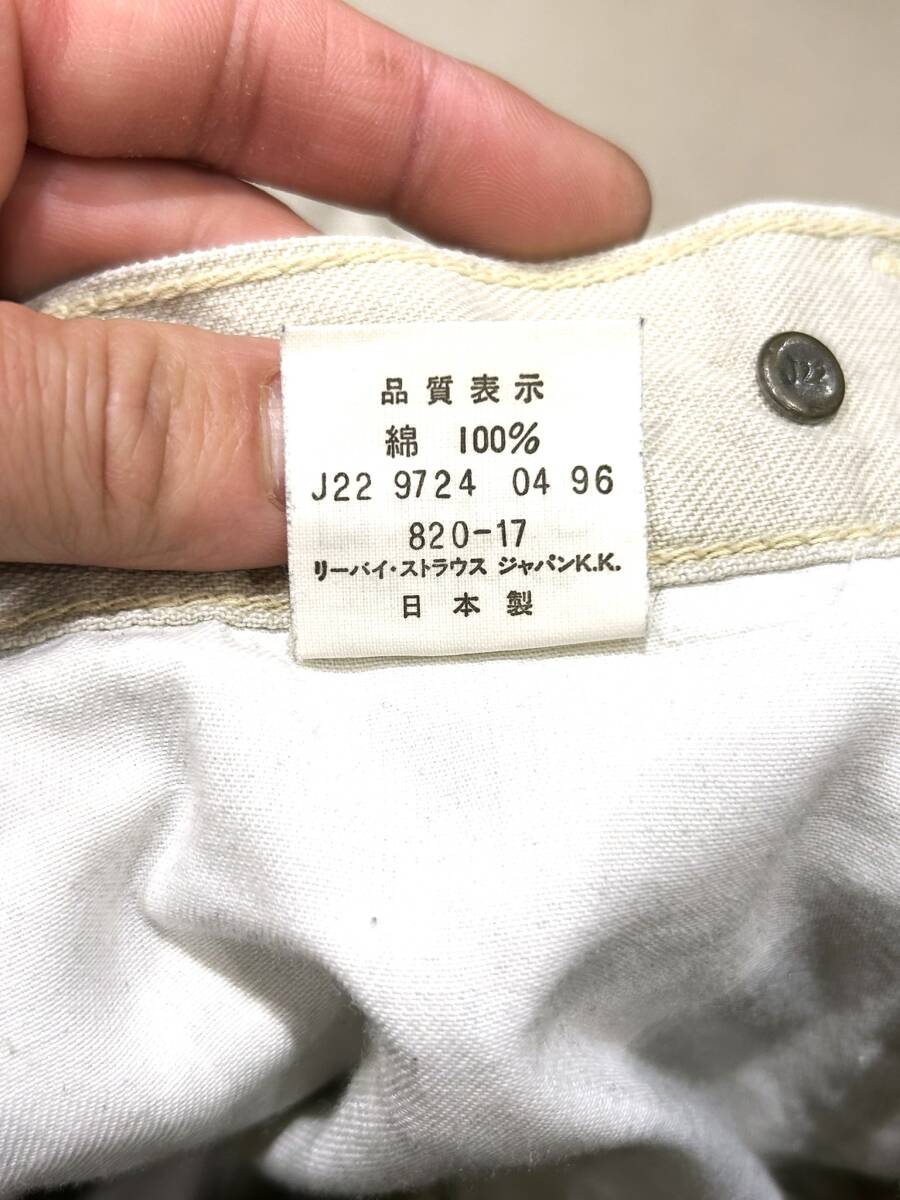 品質表示
綿 100%
J22 9724 04 96
820-17
リーバイ・ストラウス ジャパンK.K.
日本製
J22